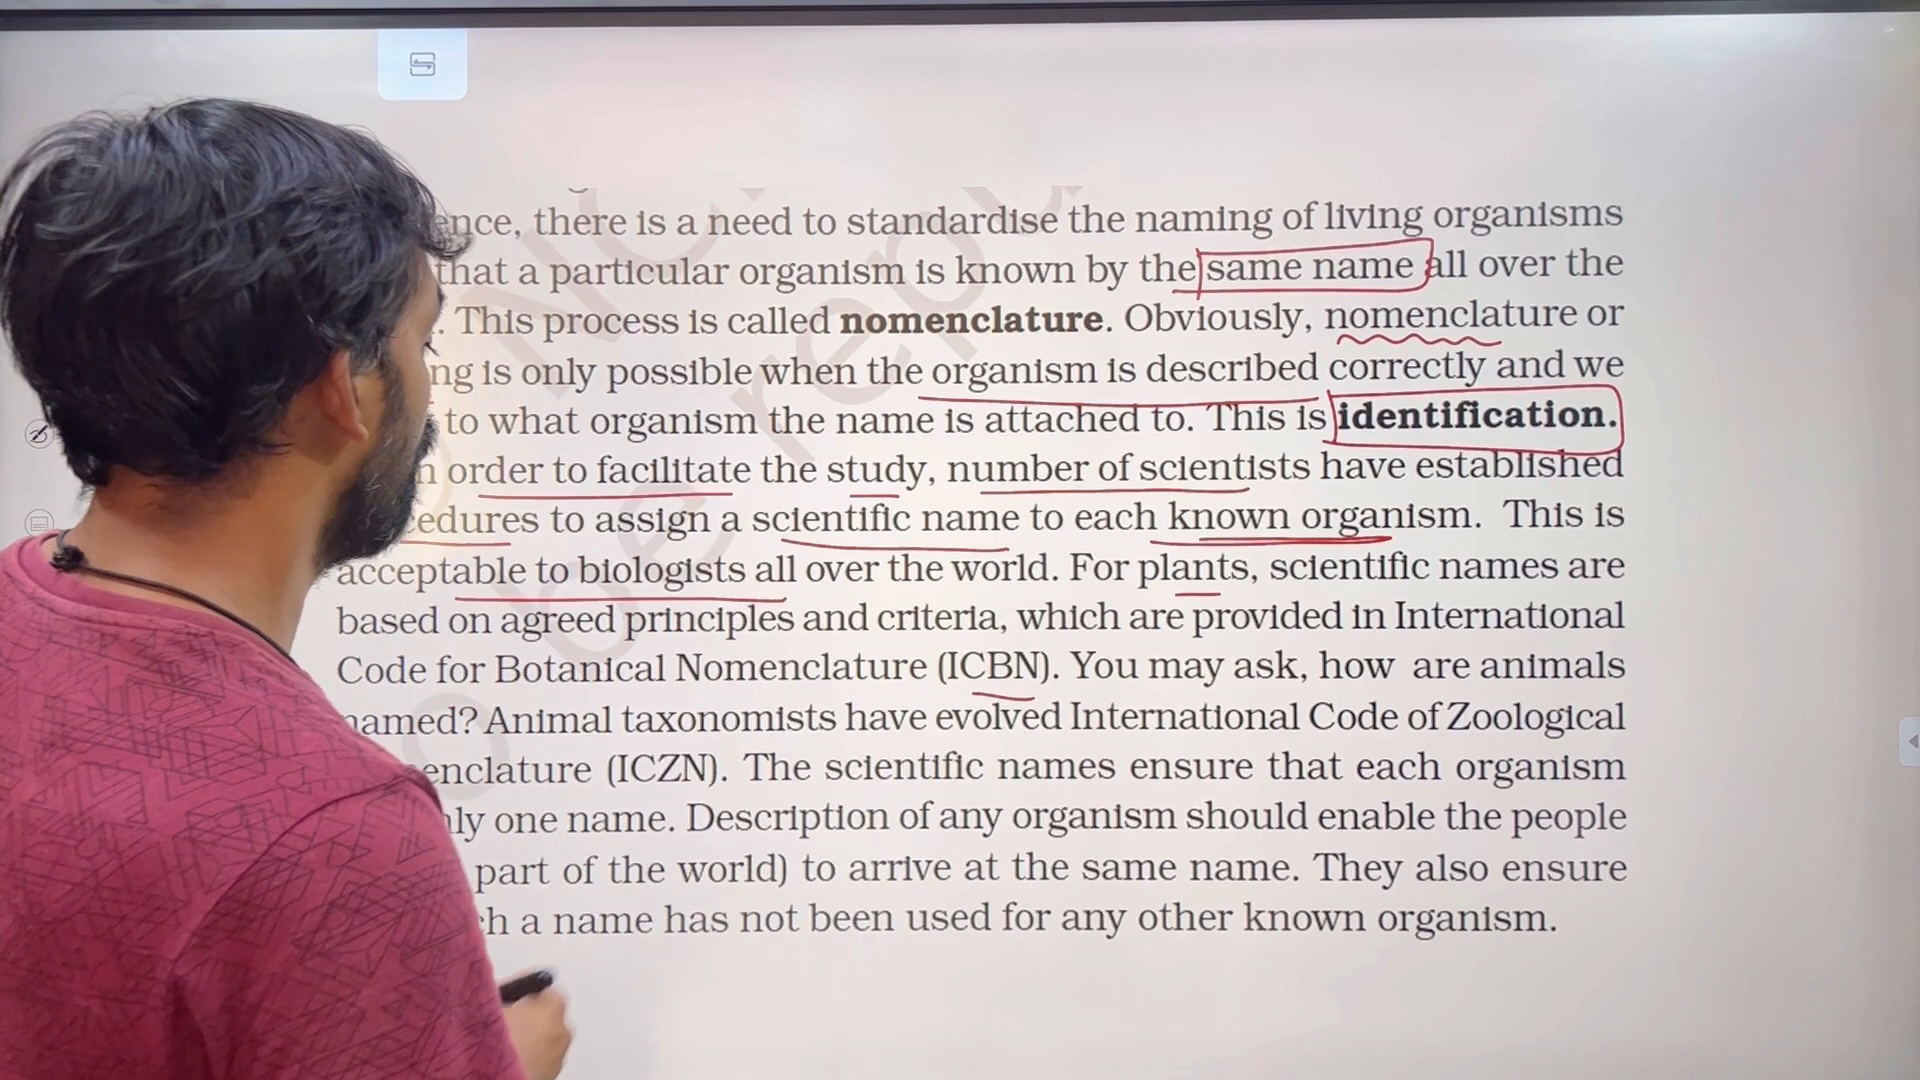 there is a need to standardise the naming of living organisms
that a particular organism is known by the same name all over the
This process is called nomenclature. Obviously, nomenclature or
is only possible when the organism is described correctly and we
to what organism the name is attached to. This is identification.
order to facilitate the study, number of scientists have established
to assign a scientific name to each known organism. This is
acceptable to biologists all over the world. For plants, scientific names are
based on agreed principles and criteria, which are provided in International
Code for Botanical Nomenclature (ICBN). You may ask, how are animals
named? Animal taxonomists have evolved International Code of Zoological
(ICZN). The scientific names ensure that each organism
one name. Description of any organism should enable the people
part of the world) to arrive at the same name. They also ensure
a name has not been used for any other known organism.